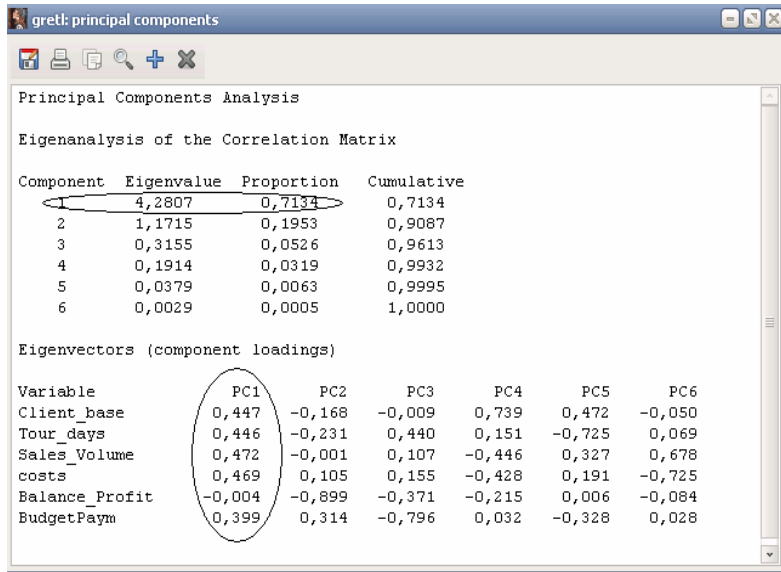 gretl: principal components
Principal Components Analysis
Eigenanalysis of the Correlation Matrix
Component Eigenvalue Proportion Cumulative
1 4,2807 0,7134 0,7134
2 1,1715 0,1953 0,9087
3 0,3155 0,0526 0,9613
4 0,1914 0,0319 0,9932
5 0,0379 0,0063 0,9995
6 0,0029 0,0005 1,0000
Eigenvectors (component loadings)
Variable PC1 PC2 PC3 PC4 PC5 PC6
Client_base 0,447 -0,168 -0,009 0,739 0,472 -0,050
Tour_days 0,446 -0,231 0,440 0,151 -0,725 0,069
Sales_Volume 0,472 -0,001 0,107 -0,446 0,327 0,678
costs 0,469 0,105 0,155 -0,428 0,191 -0,725
Balance_Profit -0,004 -0,899 -0,371 -0,215 0,006 -0,084
BudgetPaym 0,399 0,314 -0,796 0,032 -0,328 0,028